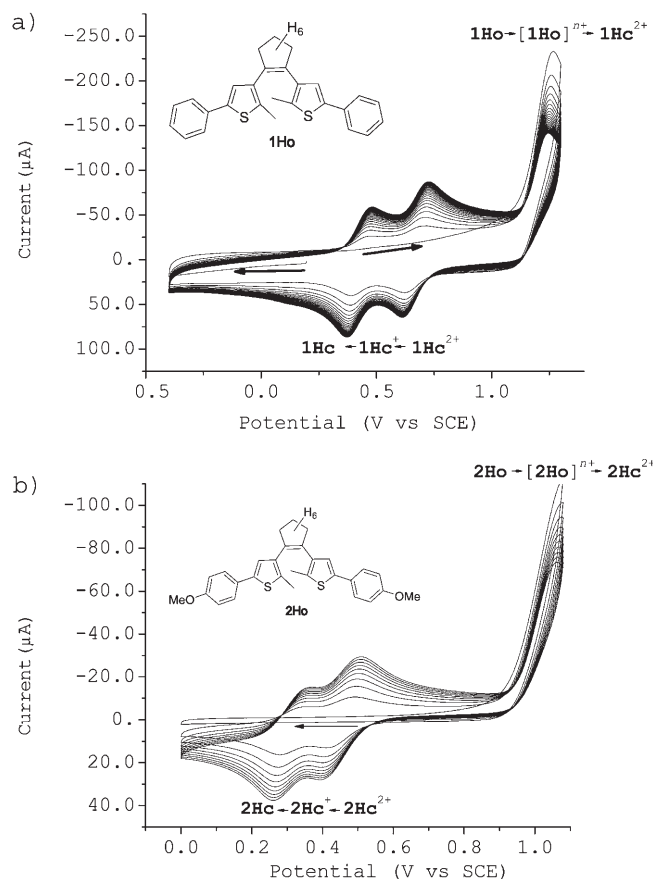 a)
1Ho → [1Ho]ⁿ⁺ → 1Hc²⁺
H₆
S
S
1Ho
-250.0
-200.0
-150.0
-100.0
-50.0
0.
50.0
100.0
Current(μA)
1Hc ← 1Hc⁺ ← 1Hc²⁺
0.5 0.0 0.5 1.0
Potential (V vs SCE)
b)
2Ho → [2Ho]ⁿ⁺ → 2Hc²⁺
H₆
MeO
S
S
OMe
2Ho
-100.0
-80.0
-60.0
-40.0
-20.0
0.
20.0
40.0
Current(μA)
2Hc ← 2Hc⁺ ← 2Hc²⁺
0.0 0.2 0.4 0.6 0.8 1.0
Potential (V vs SCE)